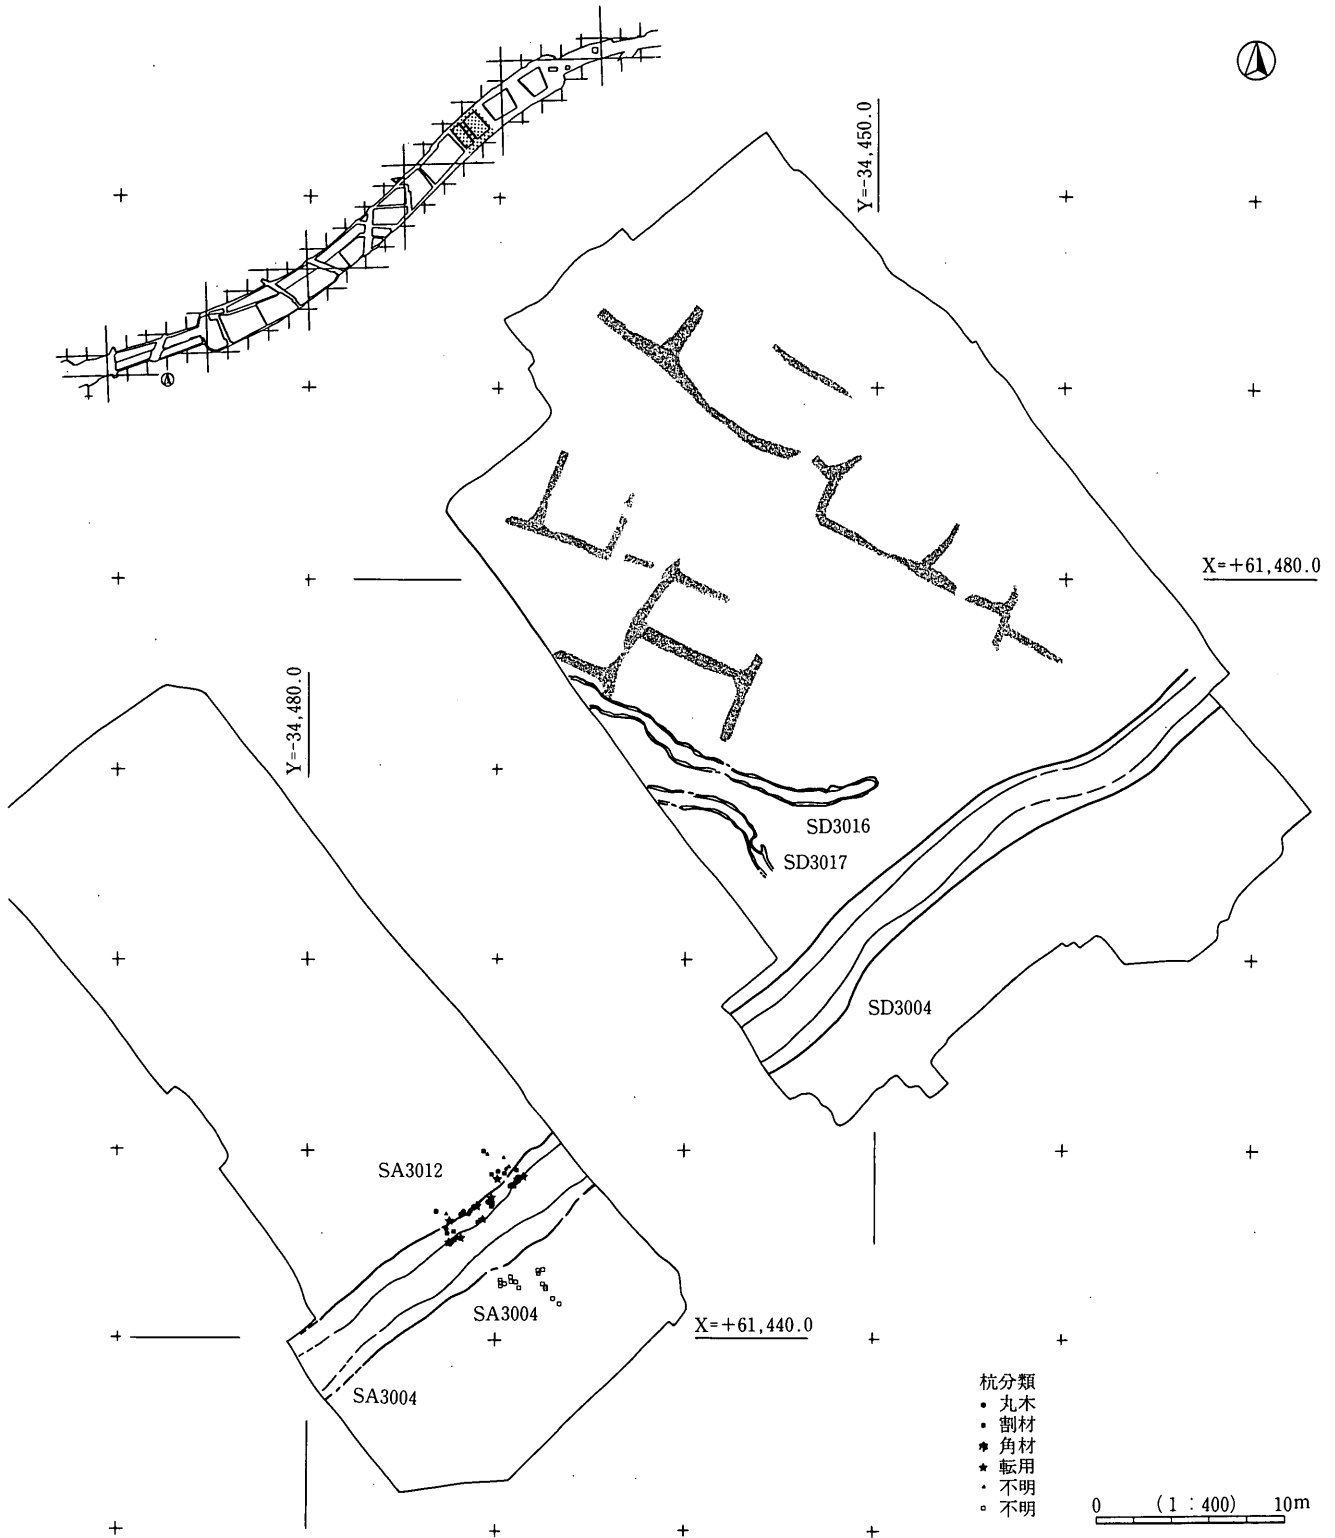 Y=-34,450.0
X=+61,480.0
Y=-34,480.0
SD3016
SD3017
SD3004
SA3012
SA3004
X=+61,440.0
SA3004
杭分類
丸木
割材
角材
転用
不明
不明
0 (1:400) 10m